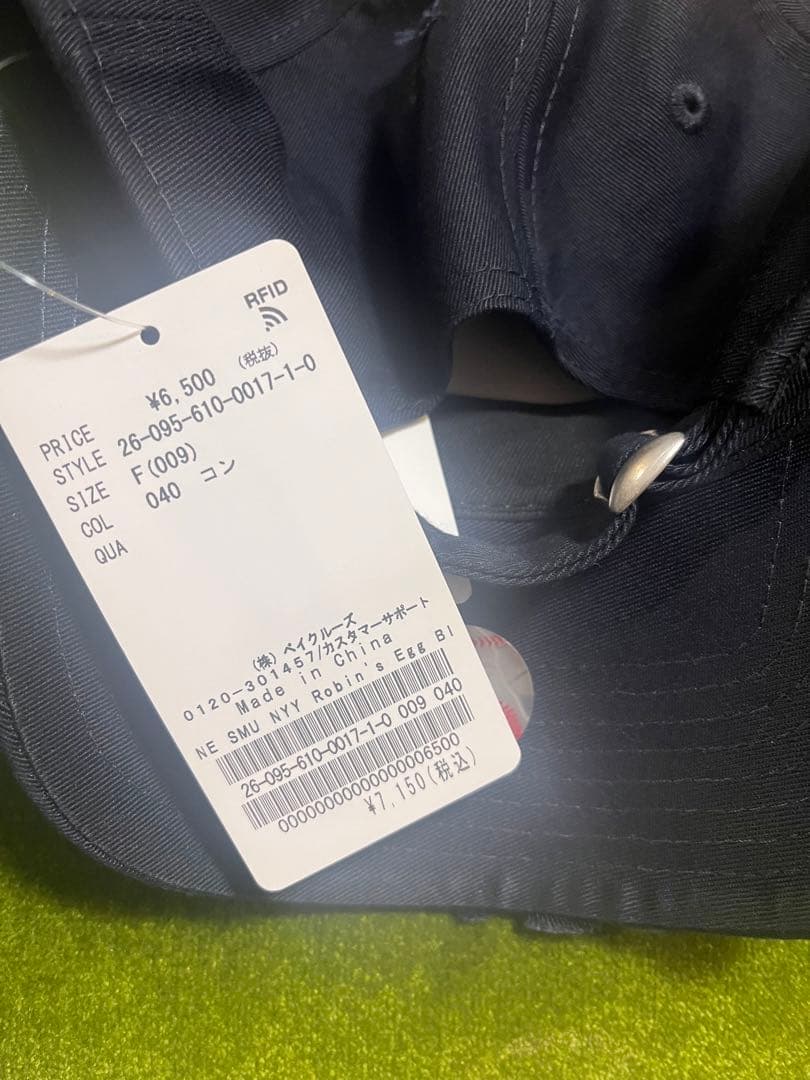 RFID
PRICE ¥6,500 (税抜)
STYLE 26-095-610-0017-1-0
SIZE F(009)
COL 040 コン
QUA
(株) ベイクルーズ
0120-301457/カスタマーサポート
Made in China
NE SMU NYY Robin's Egg Bl
26-095-610-0017-1-0 009 040
0000000000000006500
¥7,150(税込)